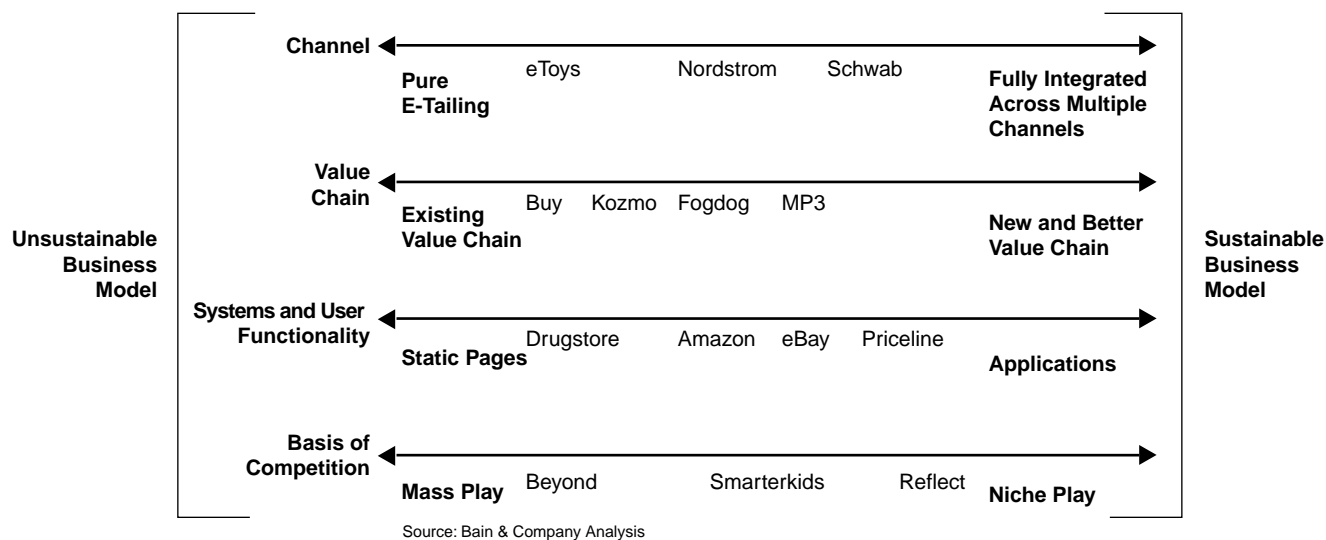 Channel
eToys Nordstrom Schwab
Pure
E-Tailing
Fully Integrated
Across Multiple
Channels
Value
Chain
Buy Kozmo Fogdog MP3
Existing
Value Chain
New and Better
Value Chain
Unsustainable
Business
Model
Sustainable
Business
Model
Systems and User
Functionality
Drugstore Amazon eBay Priceline
Static Pages
Applications
Basis of
Competition
Beyond Smarterkids Reflect
Mass Play
Niche Play
Source: Bain & Company Analysis